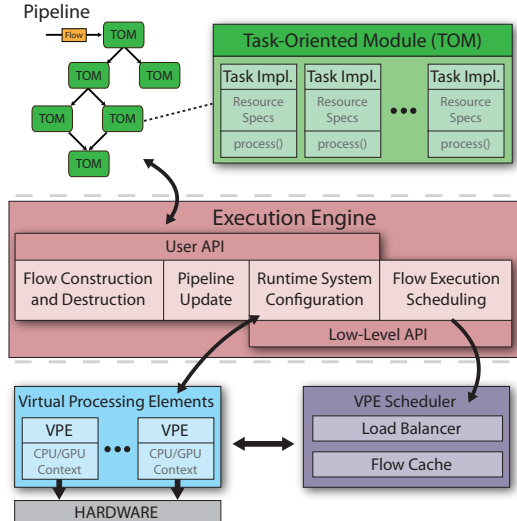 Pipeline
Flow
TOM
TOM
TOM
TOM
TOM
TOM
Task-Oriented Module (TOM)
Task Impl.
Resource
Specs
process()
Task Impl.
Resource
Specs
process()
Task Impl.
Resource
Specs
process()
Execution Engine
User API
Flow Construction
and Destruction
Pipeline
Update
Runtime System
Configuration
Flow Execution
Scheduling
Low-Level API
Virtual Processing Elements
VPE
CPU/GPU
Context
VPE
CPU/GPU
Context
HARDWARE
VPE Scheduler
Load Balancer
Flow Cache